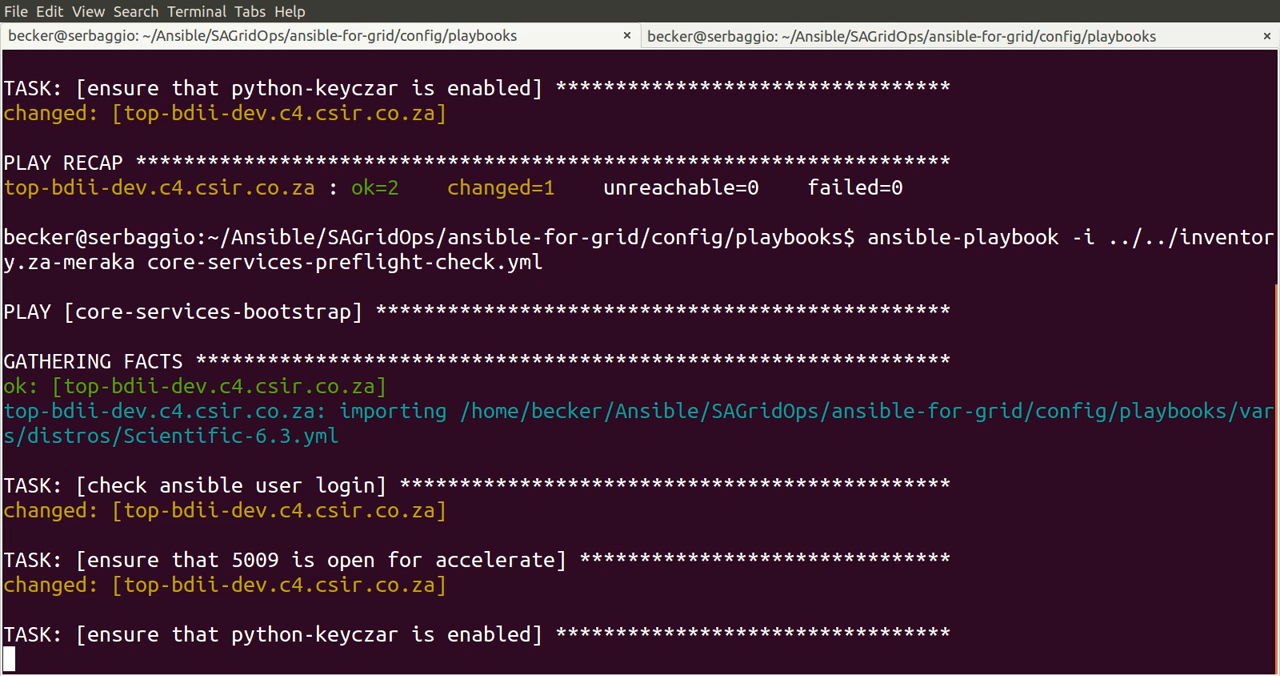 File Edit View Search Terminal Tabs Help
becker@serbaggio: ~/Ansible/SAGridOps/ansible-for-grid/config/playbooks × becker@serbaggio: ~/Ansible/SAGridOps/ansible-for-grid/config/playbooks ×
TASK: [ensure that python-keyczar is enabled] *********************************
changed: [top-bdii-dev.c4.csir.co.za]
PLAY RECAP ********************************************************************
top-bdii-dev.c4.csir.co.za : ok=2    changed=1    unreachable=0    failed=0
becker@serbaggio:~/Ansible/SAGridOps/ansible-for-grid/config/playbooks$ ansible-playbook -i ../../inventor
y.za-meraka core-services-preflight-check.yml
PLAY [core-services-bootstrap] ************************************************
GATHERING FACTS ***************************************************************
ok: [top-bdii-dev.c4.csir.co.za]
top-bdii-dev.c4.csir.co.za: importing /home/becker/Ansible/SAGridOps/ansible-for-grid/config/playbooks/var
s/distros/Scientific-6.3.yml
TASK: [check ansible user login] **********************************************
changed: [top-bdii-dev.c4.csir.co.za]
TASK: [ensure that 5009 is open for accelerate] *******************************
changed: [top-bdii-dev.c4.csir.co.za]
TASK: [ensure that python-keyczar is enabled] *********************************